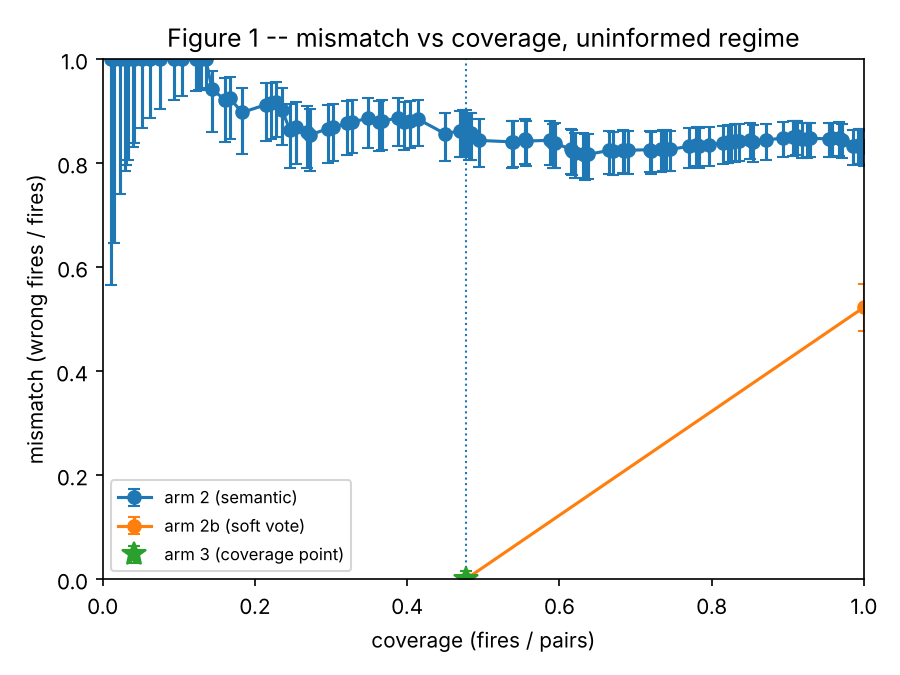 Figure 1 -- mismatch vs coverage, uninformed regime
mismatch (wrong fires / fires)
1.0
0.8
0.6
0.4
0.2
0.0
arm 2 (semantic)
arm 2b (soft vote)
arm 3 (coverage point)
0.0 0.2 0.4 0.6 0.8 1.0
coverage (fires / pairs)